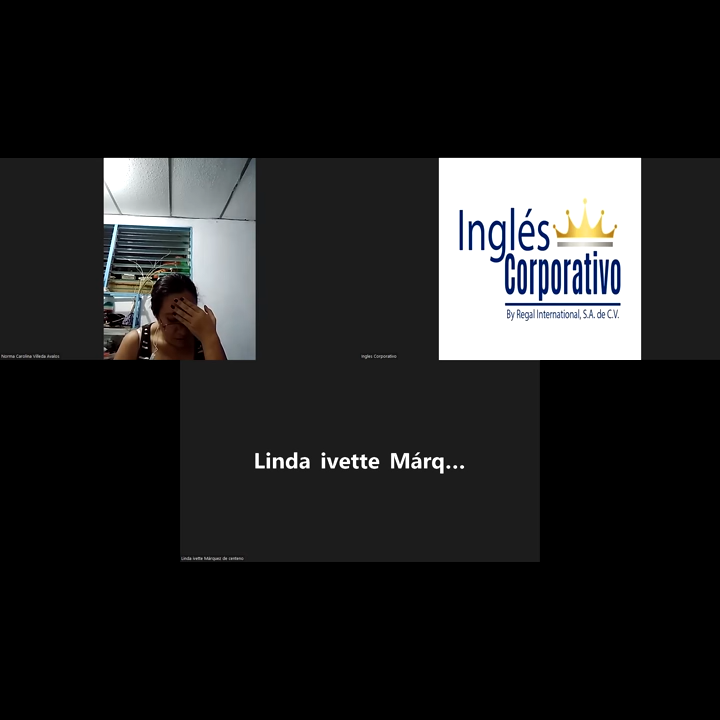 Inglés
Corporativo
By Regal International, S.A. de C.V.
Norma Carolina Villeda Avalos
Ingles Corporativo
Linda ivette Márq...
Linda ivette Márquez de centeno